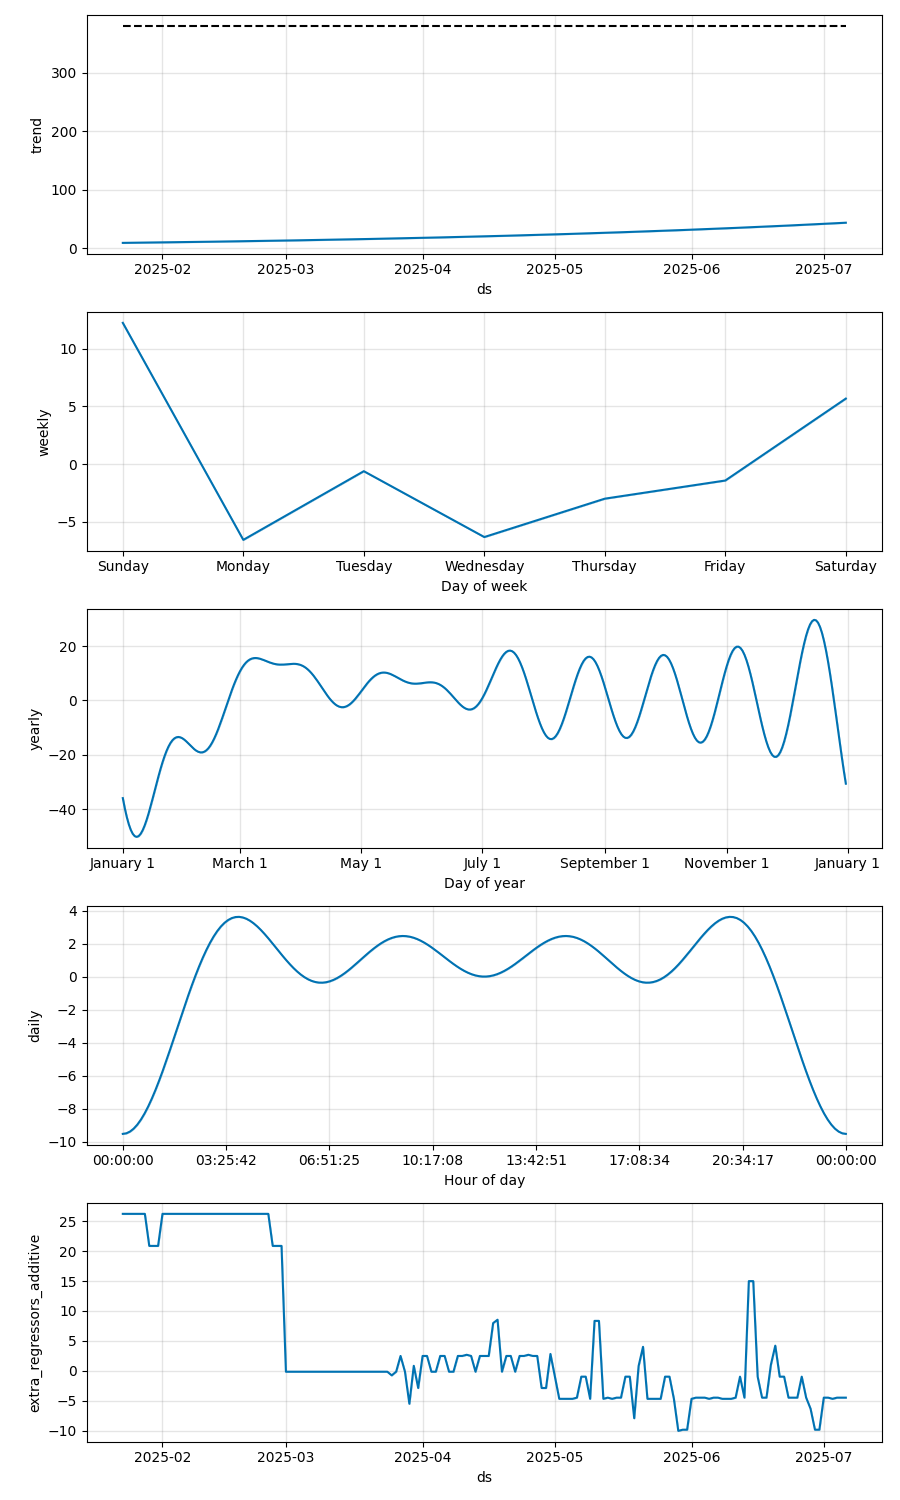 300
200
100
0
trend
2025-02 2025-03 2025-04 2025-05 2025-06 2025-07
ds
10
5
0
−5
weekly
Sunday Monday Tuesday Wednesday Thursday Friday Saturday
Day of week
20
0
−20
−40
yearly
January 1 March 1 May 1 July 1 September 1 November 1 January 1
Day of year
4
2
0
−2
−4
−6
−8
−10
daily
00:00:00 03:25:42 06:51:25 10:17:08 13:42:51 17:08:34 20:34:17 00:00:00
Hour of day
25
20
15
10
5
0
−5
−10
extra_regressors_additive
2025-02 2025-03 2025-04 2025-05 2025-06 2025-07
ds